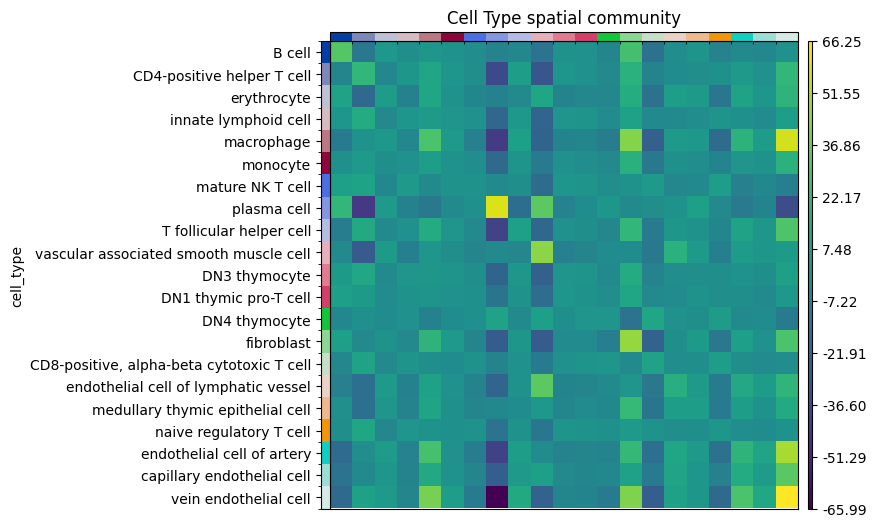 Cell Type spatial community
cell_type
B cell
CD4-positive helper T cell
erythrocyte
innate lymphoid cell
macrophage
monocyte
mature NK T cell
plasma cell
T follicular helper cell
vascular associated smooth muscle cell
DN3 thymocyte
DN1 thymic pro-T cell
DN4 thymocyte
fibroblast
CD8-positive, alpha-beta cytotoxic T cell
endothelial cell of lymphatic vessel
medullary thymic epithelial cell
naive regulatory T cell
endothelial cell of artery
capillary endothelial cell
vein endothelial cell
66.25
51.55
36.86
22.17
7.48
-7.22
-21.91
-36.60
-51.29
-65.99